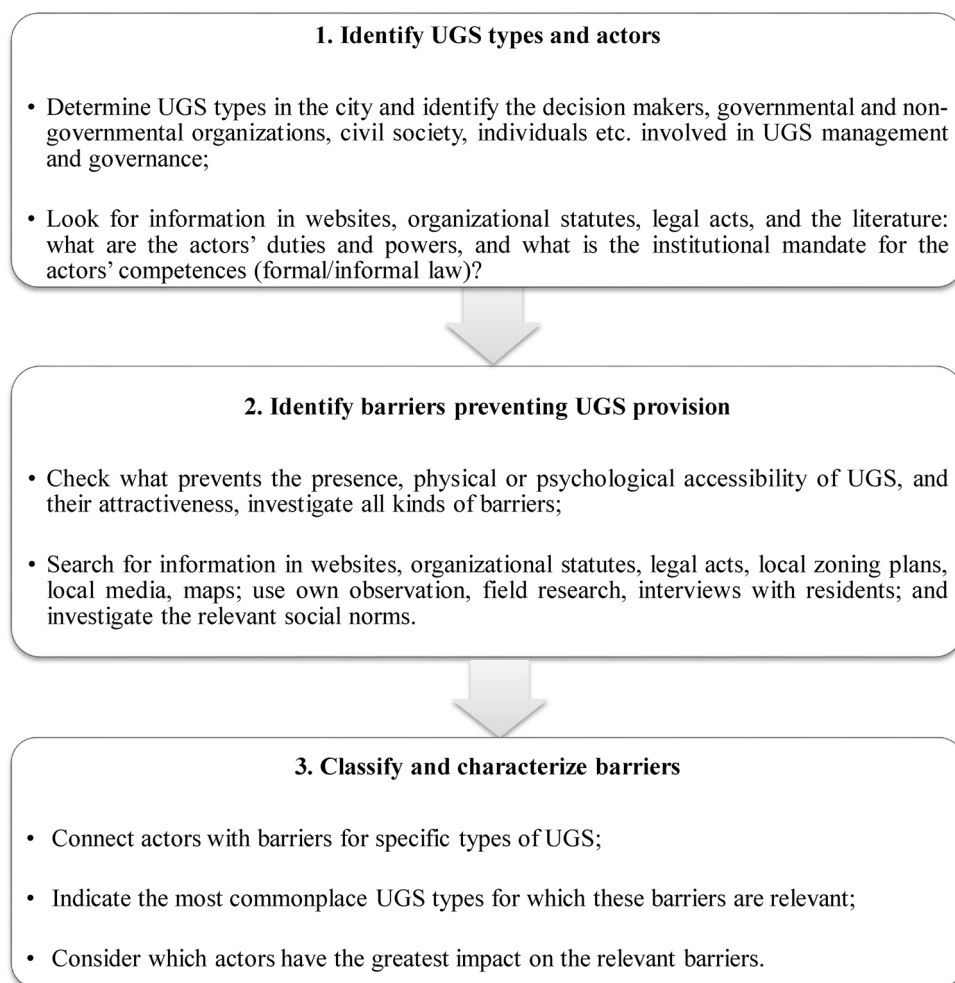 1. Identify UGS types and actors
• Determine UGS types in the city and identify the decision makers, governmental and non-
governmental organizations, civil society, individuals etc. involved in UGS management
and governance;
• Look for information in websites, organizational statutes, legal acts, and the literature:
what are the actors’ duties and powers, and what is the institutional mandate for the
actors’ competences (formal/informal law)?
2. Identify barriers preventing UGS provision
• Check what prevents the presence, physical or psychological accessibility of UGS, and
their attractiveness, investigate all kinds of barriers;
• Search for information in websites, organizational statutes, legal acts, local zoning plans,
local media, maps; use own observation, field research, interviews with residents; and
investigate the relevant social norms.
3. Classify and characterize barriers
• Connect actors with barriers for specific types of UGS;
• Indicate the most commonplace UGS types for which these barriers are relevant;
• Consider which actors have the greatest impact on the relevant barriers.